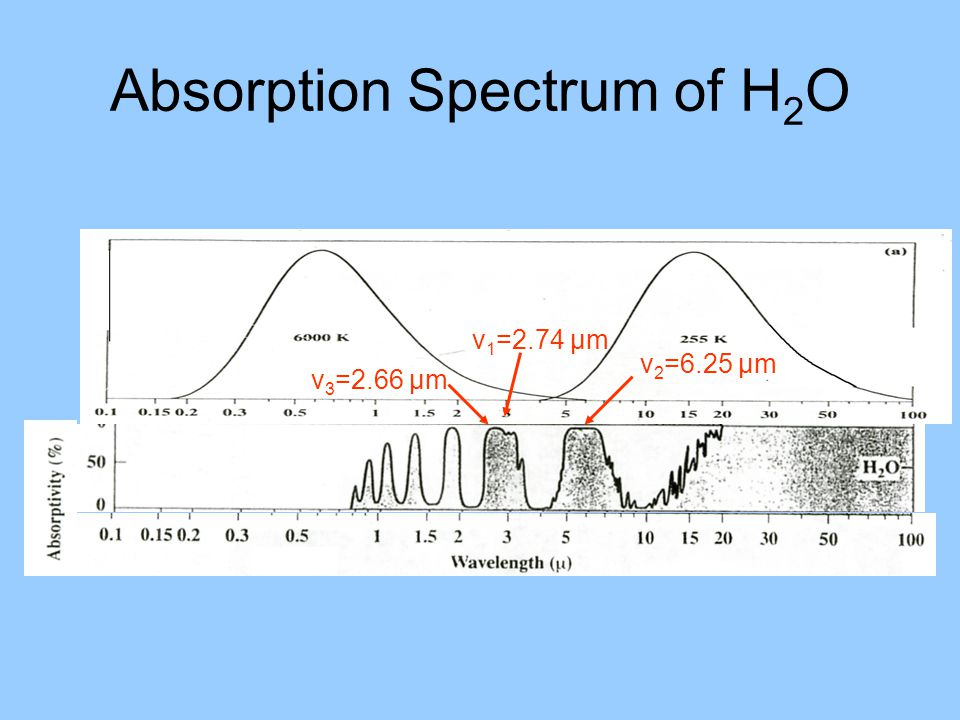 Absorption Spectrum of H₂O
(a)
6000 K
255 K
ν₁=2.74 µm
ν₂=6.25 µm
ν₃=2.66 µm
0.1 0.15 0.2 0.3 0.5 1 1.5 2 3 5 10 15 20 30 50 100
Absorptivity (%)
50
0
H₂O
0.1 0.15 0.2 0.3 0.5 1 1.5 2 3 5 10 15 20 30 50 100
Wavelength (µ)